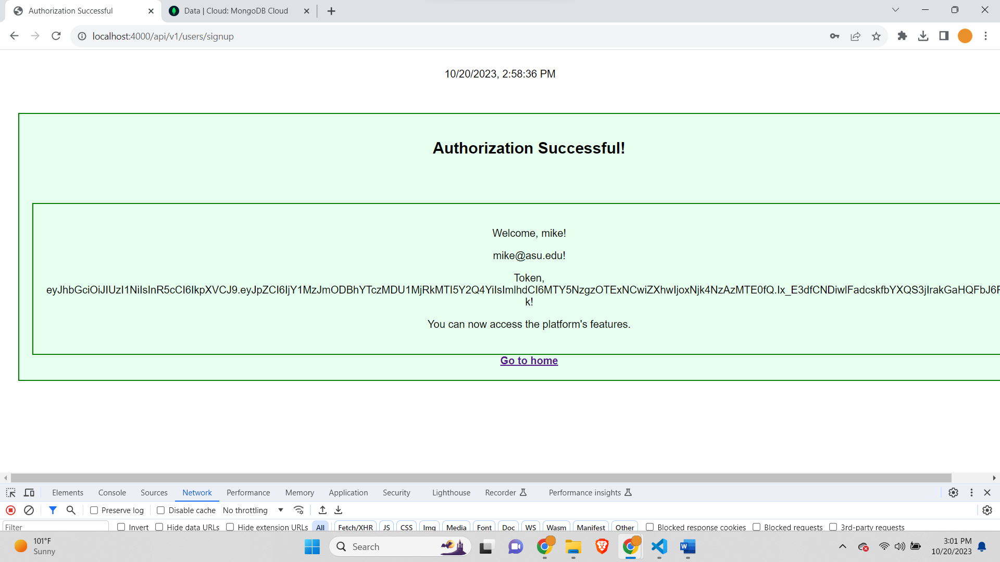 Authorization Successful
Data | Cloud: MongoDB Cloud
localhost:4000/api/v1/users/signup
10/20/2023, 2:58:36 PM
Authorization Successful!
Welcome, mike!
mike@asu.edu!
Token,
eyJhbGciOiJIUzI1NiIsInR5cCI6IkpXVCJ9.eyJpZCI6IjY1MzJmODBhYTczMDU1MjRkMTI5Y2Q4YiIsImlhdCI6MTY5NzgzOTExNCwiZXhwIjoxNjk4NzAzMTE0fQ.Ix_E3dfCNDiwlFadcskfbYXQS3jIrakGaHQFbJ6F
k!
You can now access the platform's features.
Go to home
Elements Console Sources Network Performance Memory Application Security Lighthouse Recorder Performance insights
Preserve log Disable cache No throttling
Filter Invert Hide data URLs Hide extension URLs All Fetch/XHR JS CSS Img Media Font Doc WS Wasm Manifest Other Blocked response cookies Blocked requests 3rd-party requests
101°F
Sunny
Search
3:01 PM
10/20/2023